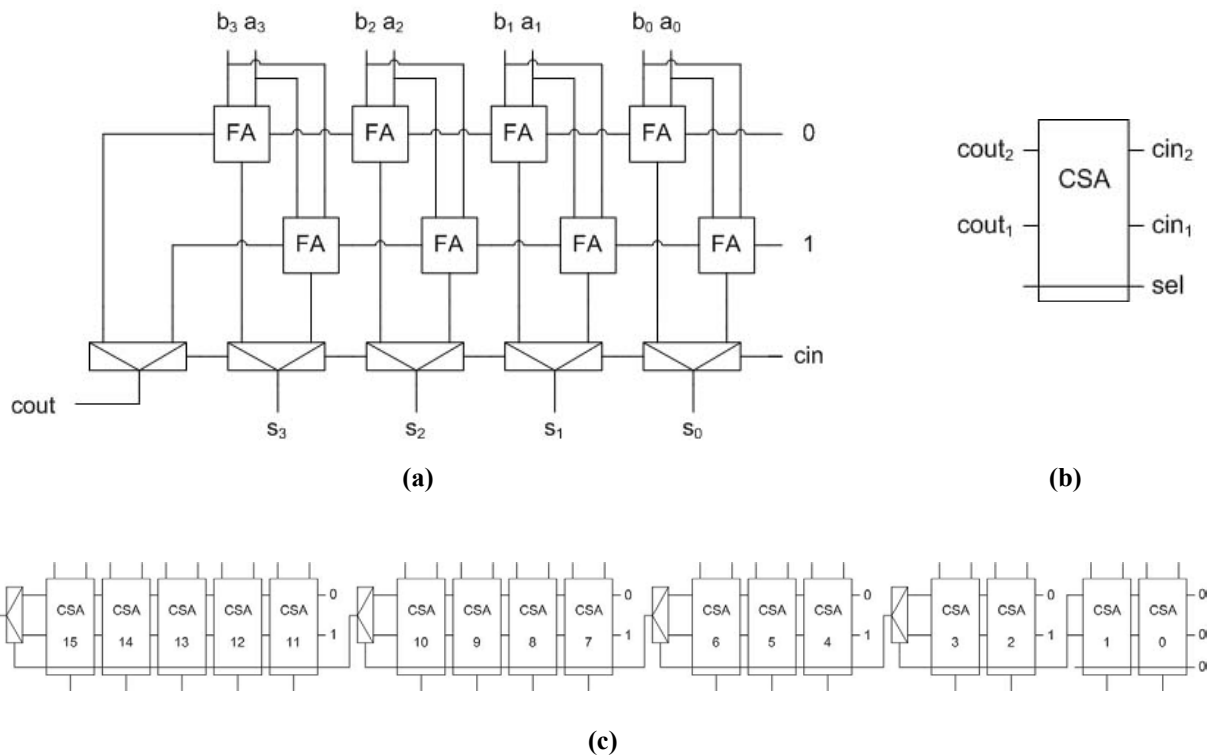 b₃ a₃ b₂ a₂ b₁ a₁ b₀ a₀
FA FA FA FA 0
FA FA FA FA 1
cin
cout
s₃ s₂ s₁ s₀
(a)
cout₂ cin₂
CSA
cout₁ cin₁
sel
(b)
0 0 0 0
CSA CSA CSA CSA CSA CSA CSA CSA CSA CSA CSA CSA CSA CSA CSA CSA
15 14 13 12 11 1 10 9 8 7 1 6 5 4 1 3 2 1 1 0
(c)